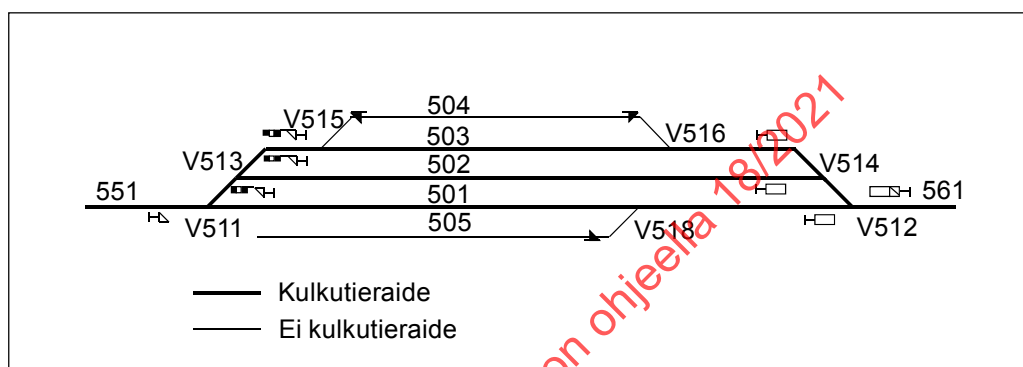 504
V515
503
V516
V513
502
V514
551
501
561
V511
505
V518
V512
Kulkutieraide
Ei kulkutieraide
on ohjeella 18/2021